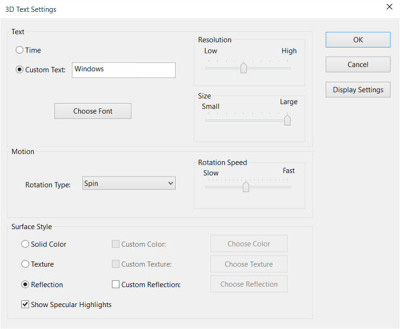 3D Text Settings
Text
Time
Custom Text: Windows
Choose Font
Resolution
Low High
Size
Small Large
OK
Cancel
Display Settings
Motion
Rotation Type: Spin
Rotation Speed
Slow Fast
Surface Style
Solid Color Custom Color: Choose Color
Texture Custom Texture: Choose Texture
Reflection Custom Reflection: Choose Reflection
Show Specular Highlights